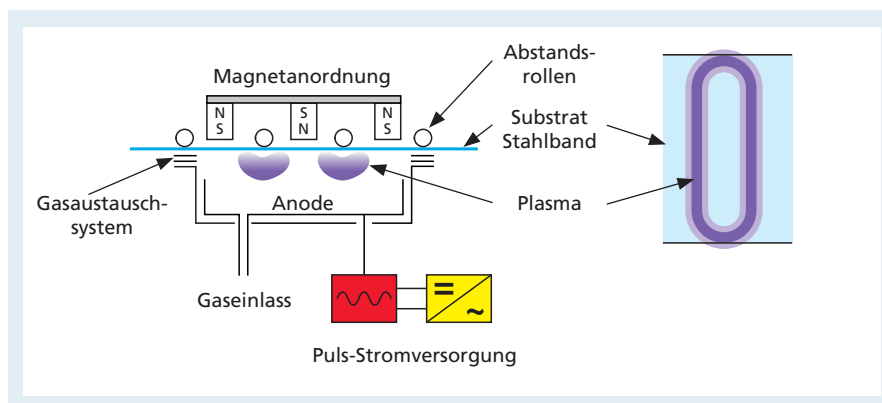 Magnetanordnung
Abstands-
rollen
N
S
S
N
N
S
Substrat
Stahlband
Gasaustausch-
system
Anode
Plasma
Gaseinlass
Puls-Stromversorgung